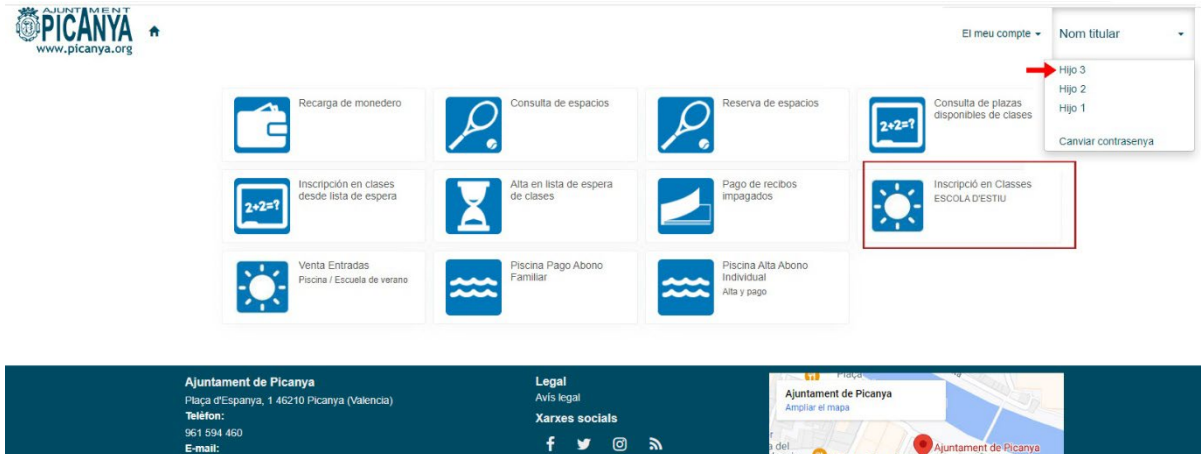 AJUNTAMENT
PICANYA
www.picanya.org
El meu compte
Nom titular
Hijo 3
Hijo 2
Hijo 1
Canviar contrasenya
Recarga de monedero
Consulta de espacios
Reserva de espacios
Consulta de plazas
disponibles de clases
2+2=?
Inscripción en clases
desde lista de espera
2+2=?
Alta en lista de espera
de clases
Pago de recibos
impagados
Inscripció en Classes
ESCOLA D'ESTIU
Venta Entradas
Piscina / Escuela de verano
Piscina Pago Abono
Familiar
Piscina Alta Abono
Individual
Alta y pago
Ajuntament de Picanya
Plaça d'Espanya, 1 46210 Picanya (Valencia)
Telèfon:
961 594 460
E-mail:
Legal
Avís legal
Xarxes socials
Ajuntament de Picanya
Ampliar el mapa
Plaça
a del
Ajuntament de Picanya